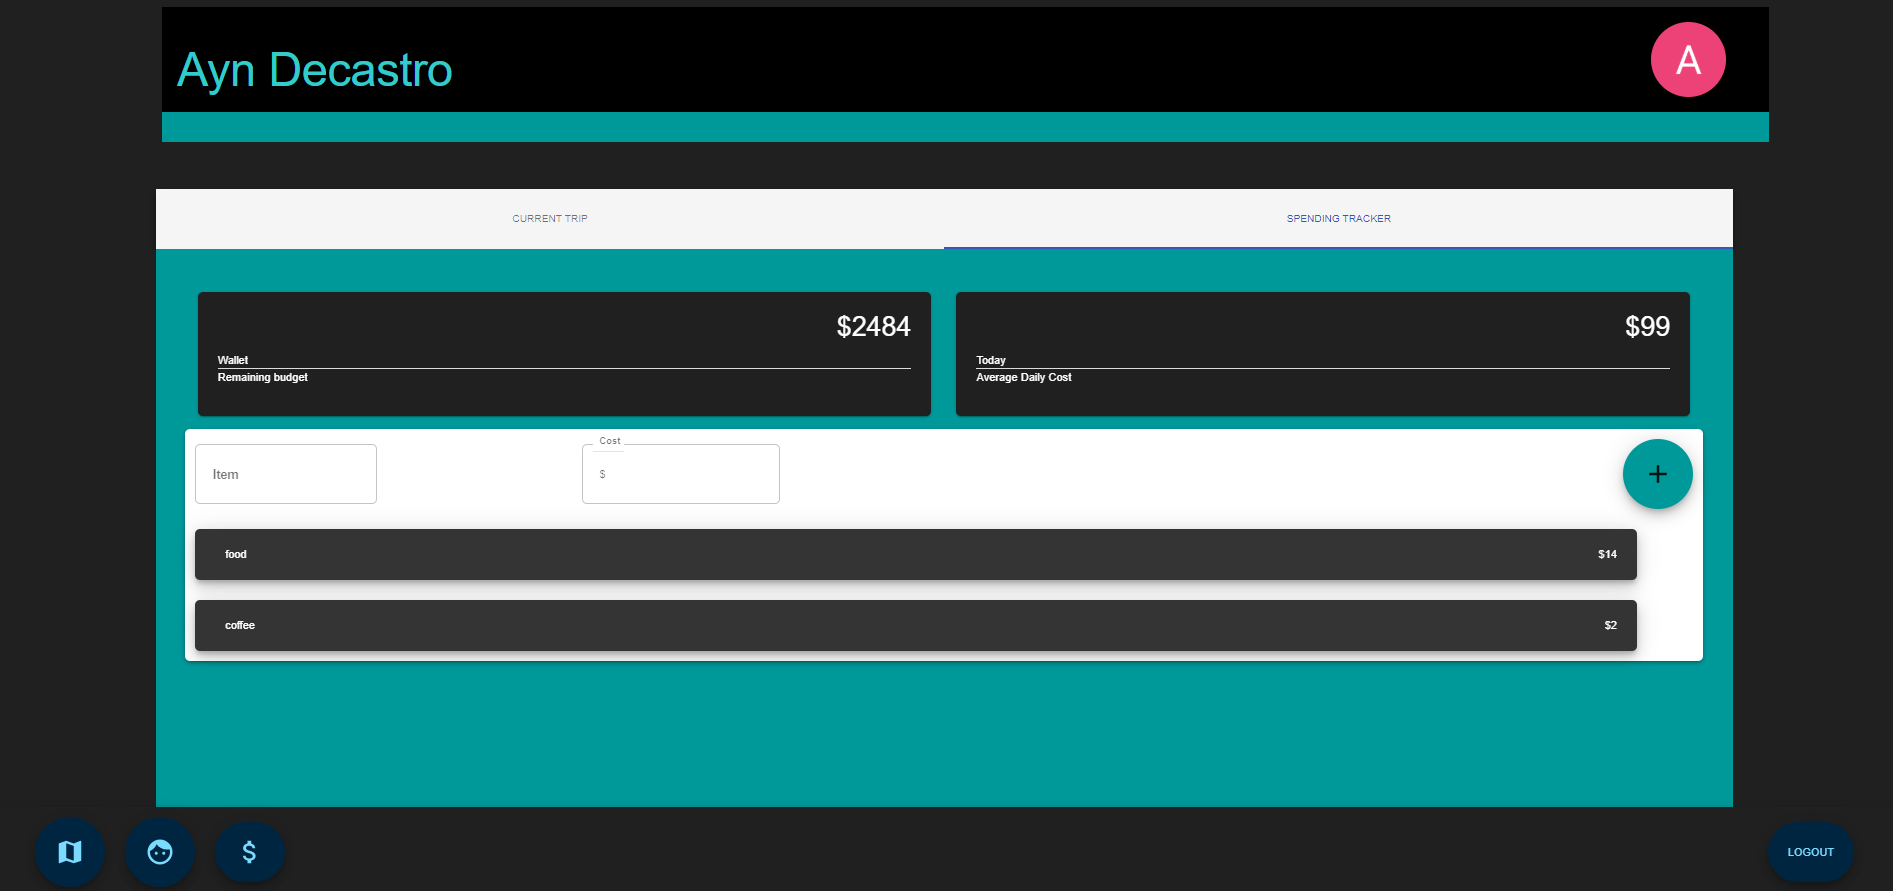 Ayn Decastro
A
CURRENT TRIP
SPENDING TRACKER
$2484
Wallet
Remaining budget
$99
Today
Average Daily Cost
Item
Cost
$
+
food
$14
coffee
$2
$
LOGOUT